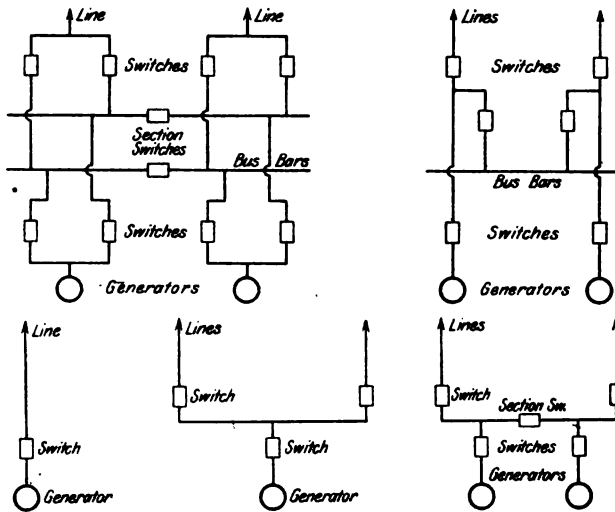 Line
Line
Switches
Section
Switches
Bus Bars
Switches
Generators
Lines
Switches
Bus Bars
Switches
Generators
Line
Switch
Generator
Lines
Switch
Switch
Generator
Lines
Switch
Section Sw.
Switches
Generators